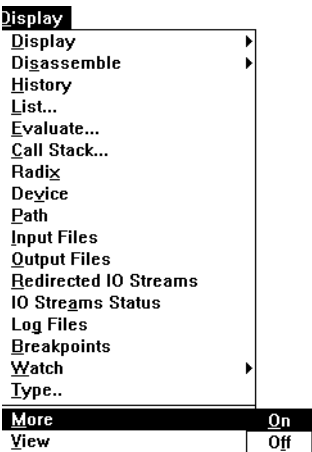 Display
Display
Disassemble
History
List...
Evaluate...
Call Stack...
Radix
Device
Path
Input Files
Output Files
Redirected IO Streams
IO Streams Status
Log Files
Breakpoints
Watch
Type..
More On
View Off